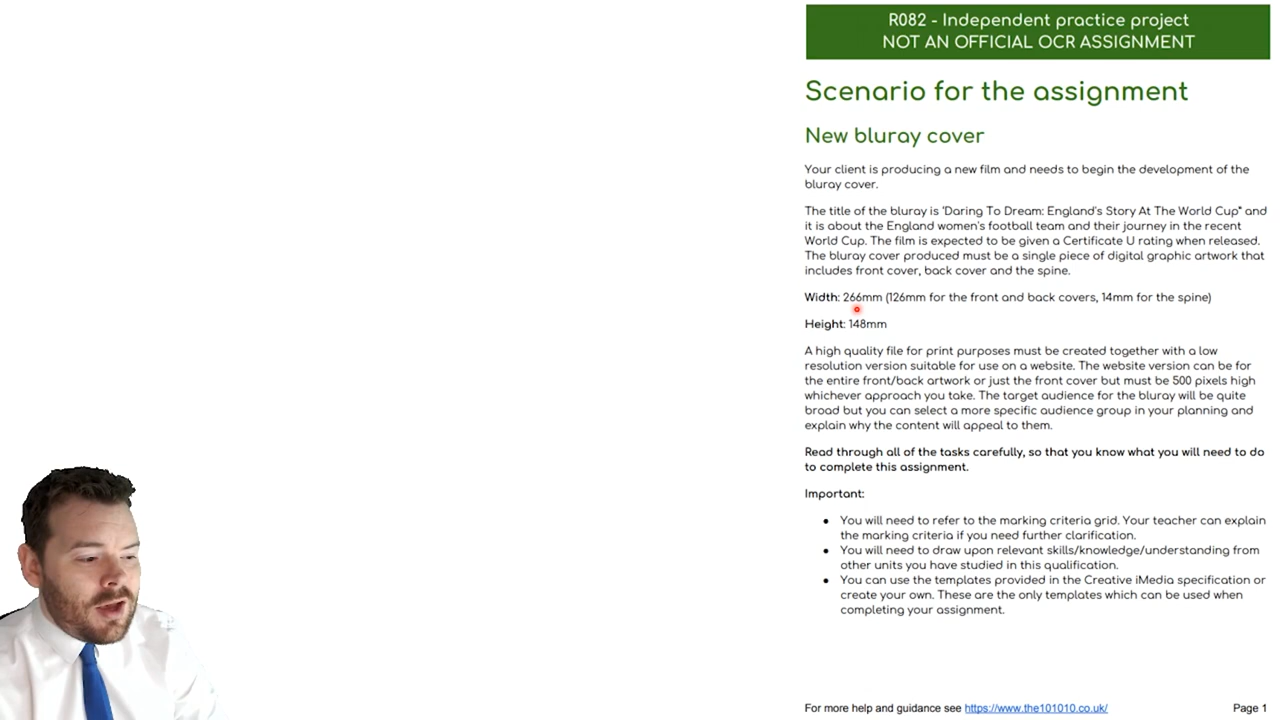 R082 - Independent practice project
NOT AN OFFICIAL OCR ASSIGNMENT
Scenario for the assignment
New bluray cover
Your client is producing a new film and needs to begin the development of the
bluray cover.
The title of the bluray is ‘Daring To Dream: England's Story At The World Cup" and
it is about the England women's football team and their journey in the recent
World Cup. The film is expected to be given a Certificate U rating when released.
The bluray cover produced must be a single piece of digital graphic artwork that
includes front cover, back cover and the spine.
Width: 266mm (126mm for the front and back covers, 14mm for the spine)
Height: 148mm
A high quality file for print purposes must be created together with a low
resolution version suitable for use on a website. The website version can be for
the entire front/back artwork or just the front cover but must be 500 pixels high
whichever approach you take. The target audience for the bluray will be quite
broad but you can select a more specific audience group in your planning and
explain why the content will appeal to them.
Read through all of the tasks carefully, so that you know what you will need to do
to complete this assignment.
Important:
● You will need to refer to the marking criteria grid. Your teacher can explain
the marking criteria if you need further clarification.
● You will need to draw upon relevant skills/knowledge/understanding from
other units you have studied in this qualification.
● You can use the templates provided in the Creative iMedia specification or
create your own. These are the only templates which can be used when
completing your assignment.
For more help and guidance see https://www.the101010.co.uk/ Page 1